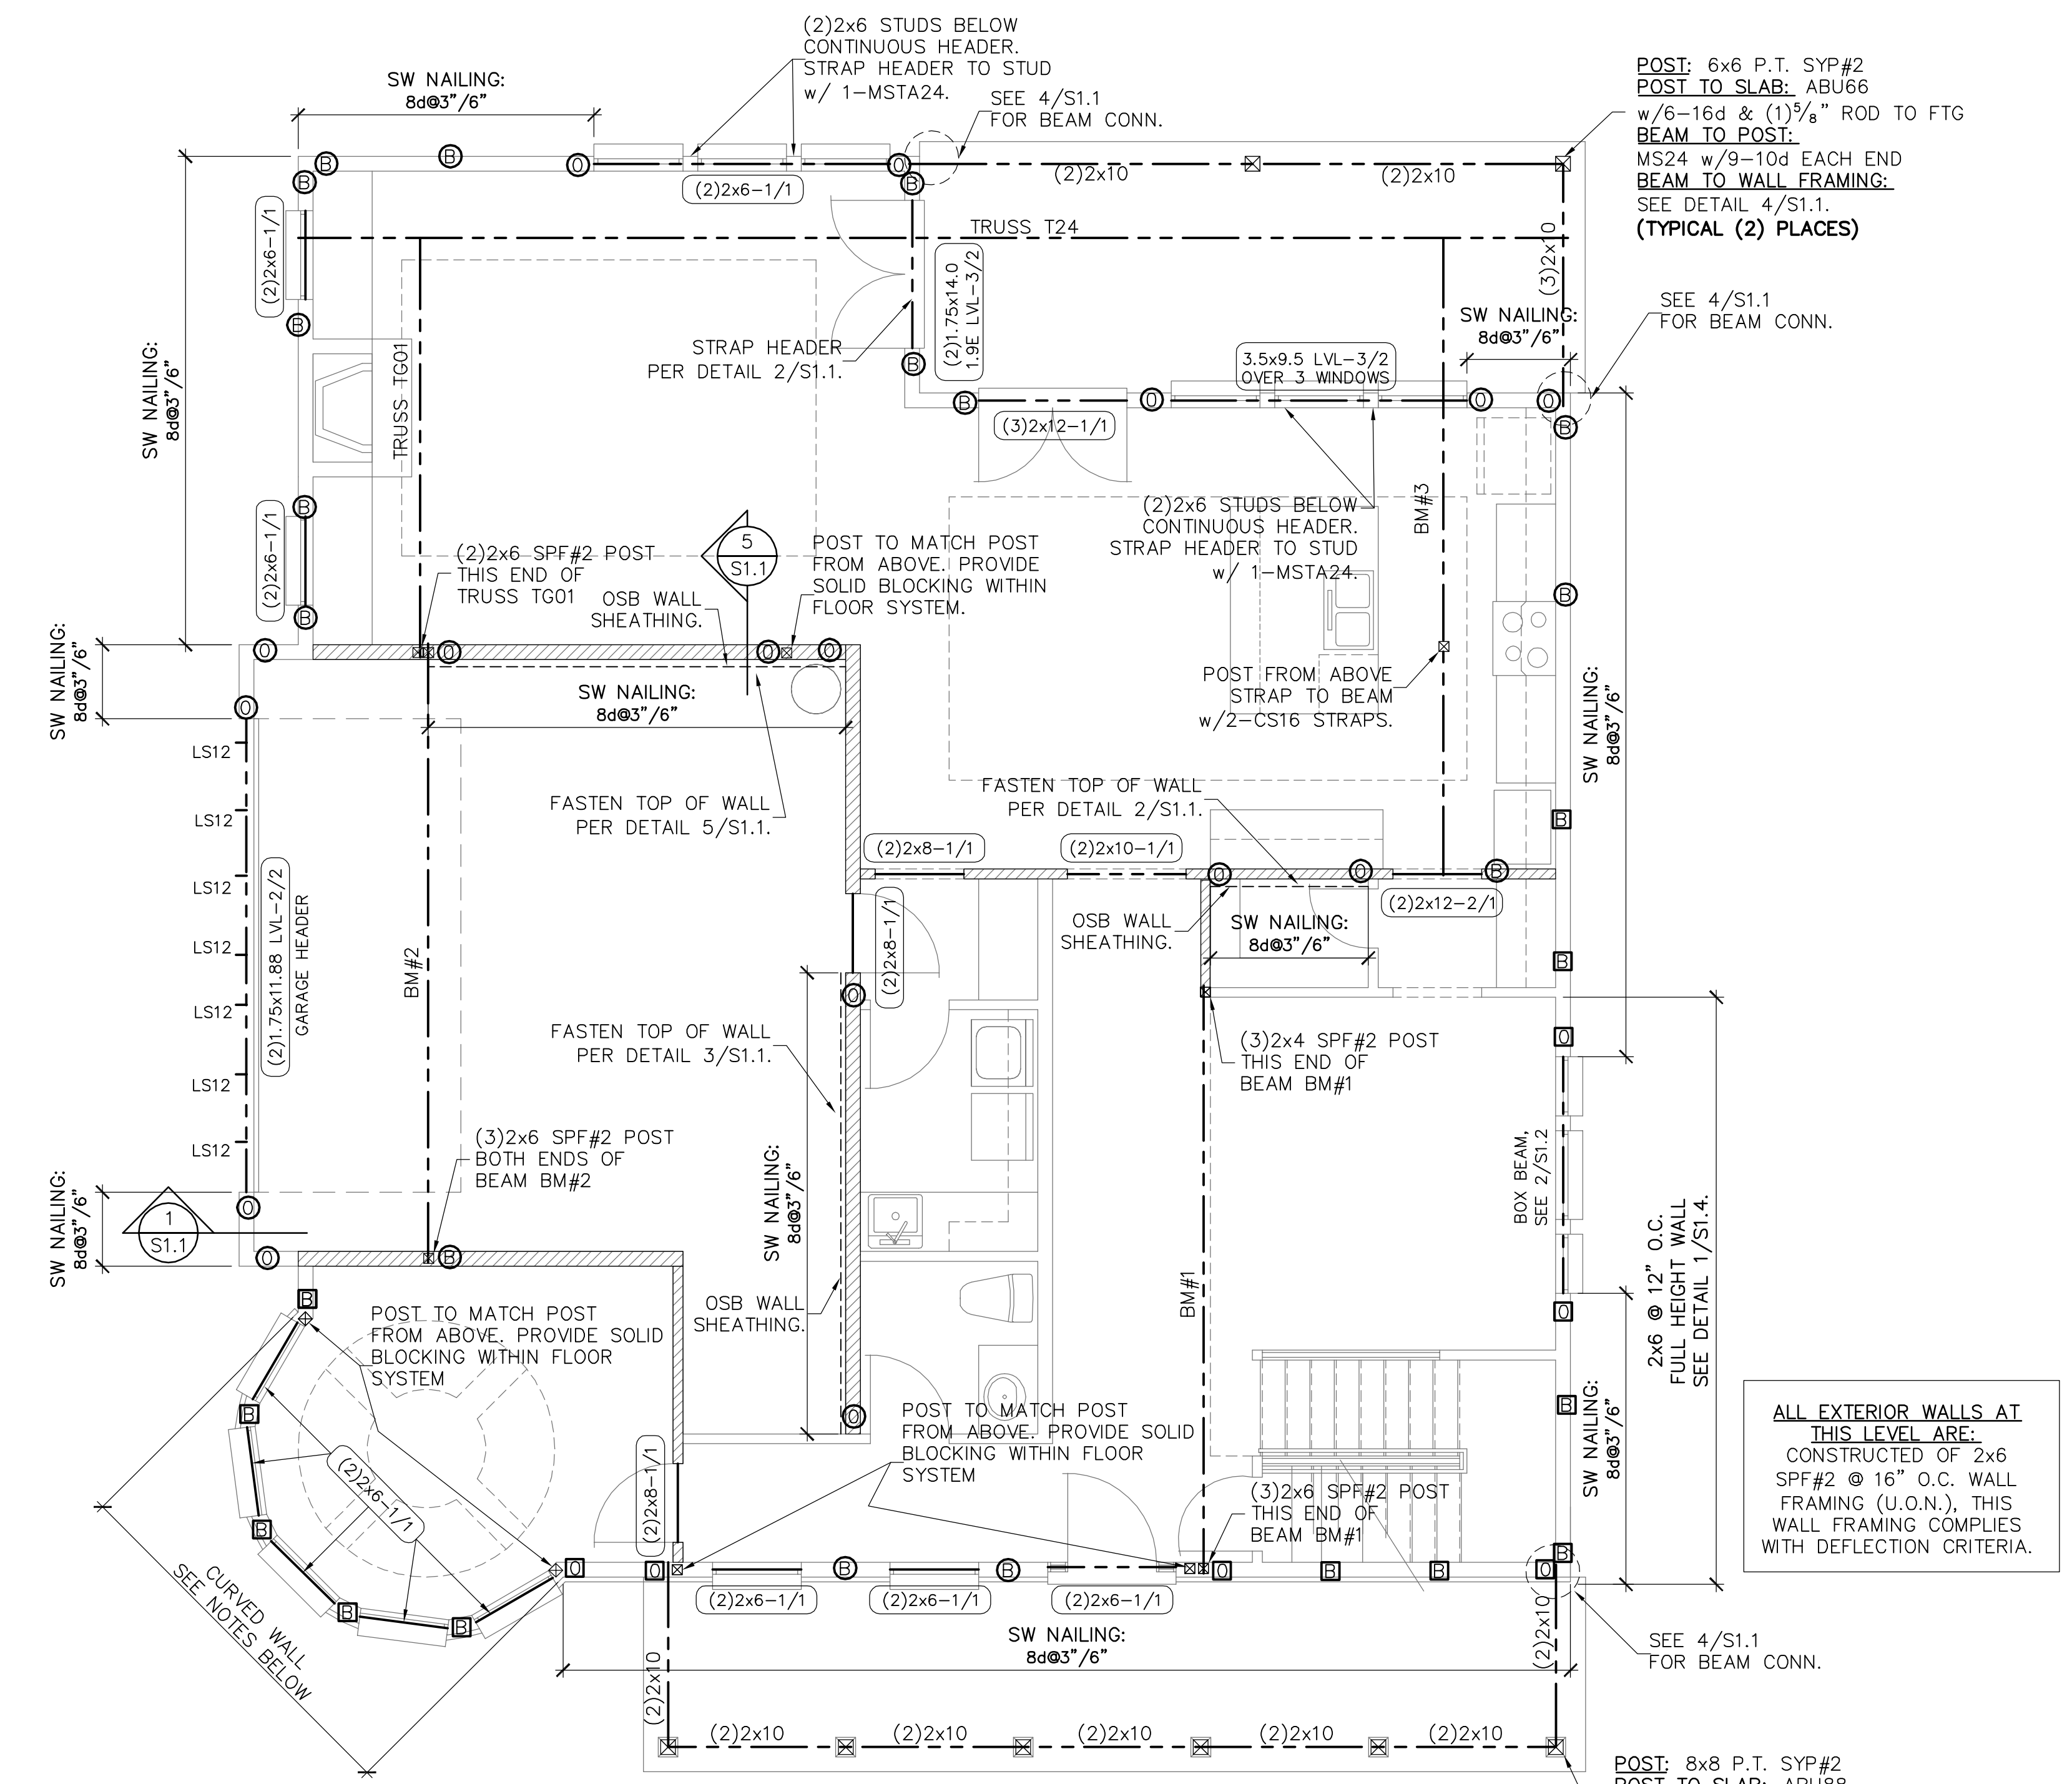 (2)2x6 STUDS BELOW
CONTINUOUS HEADER.
STRAP HEADER TO STUD
w/ 1-MSTA24.
SW NAILING:
8d@3"/6"
SEE 4/S1.1
FOR BEAM CONN.
POST: 6x6 P.T. SYP#2
POST TO SLAB: ABU66
w/6-16d & (1)5/8" ROD TO FTG
BEAM TO POST:
MS24 w/9-10d EACH END
BEAM TO WALL FRAMING:
SEE DETAIL 4/S1.1.
(TYPICAL (2) PLACES)
B
B
O
O
B
B
(2)2x6-1/1
(2)2x10
(2)2x10
(2)2x6-1/1
TRUSS T24
(3)2x10
(2)1.75x14.0
1.9E LVL-3/2
SEE 4/S1.1
FOR BEAM CONN.
SW NAILING:
8d@3"/6"
B
STRAP HEADER
PER DETAIL 2/S1.1.
B
3.5x9.5 LVL-3/2
OVER 3 WINDOWS
SW NAILING:
8d@3"/6"
TRUSS TG01
B
O
O
O
B
(3)2x12-1/1
BM#3
B
(2)2x6-1/1
(2)2x6 STUDS BELOW
CONTINUOUS HEADER.
STRAP HEADER TO STUD
w/ 1-MSTA24.
5
S1.1
(2)2x6 SPF#2 POST
THIS END OF
TRUSS TG01
POST TO MATCH POST
FROM ABOVE. PROVIDE
SOLID BLOCKING WITHIN
FLOOR SYSTEM.
OSB WALL
SHEATHING.
B
B
SW NAILING:
8d@3"/6"
O
O
O
O
O
POST FROM ABOVE
STRAP TO BEAM
w/2-CS16 STRAPS.
SW NAILING:
8d@3"/6"
SW NAILING:
8d@3"/6"
LS12
LS12
LS12
LS12
LS12
LS12
LS12
(2)1.75x11.88 LVL-2/2
GARAGE HEADER
BM#2
FASTEN TOP OF WALL
PER DETAIL 5/S1.1.
FASTEN TOP OF WALL
PER DETAIL 2/S1.1.
B
(2)2x8-1/1
(2)2x10-1/1
O
O
B
(2)2x12-2/1
(2)2x8-1/1
OSB WALL
SHEATHING.
SW NAILING:
8d@3"/6"
B
O
O
FASTEN TOP OF WALL
PER DETAIL 3/S1.1.
(3)2x4 SPF#2 POST
THIS END OF
BEAM BM#1
(3)2x6 SPF#2 POST
BOTH ENDS OF
BEAM BM#2
SW NAILING:
8d@3"/6"
BOX BEAM,
SEE 2/S1.2
2x6 @ 12" O.C.
FULL HEIGHT WALL
SEE DETAIL 1/S1.4.
SW NAILING:
8d@3"/6"
1
S1.1
O
O
B
B
OSB WALL
SHEATHING.
BM#1
O
POST TO MATCH POST
FROM ABOVE. PROVIDE SOLID
BLOCKING WITHIN FLOOR
SYSTEM
B
(2)2x6-1/1
B
B
B
O
POST TO MATCH POST
FROM ABOVE. PROVIDE SOLID
BLOCKING WITHIN FLOOR
SYSTEM
B
SW NAILING:
8d@3"/6"
ALL EXTERIOR WALLS AT
THIS LEVEL ARE:
CONSTRUCTED OF 2x6
SPF#2 @ 16" O.C. WALL
FRAMING (U.O.N.), THIS
WALL FRAMING COMPLIES
WITH DEFLECTION CRITERIA.
(2)2x8-1/1
(3)2x6 SPF#2 POST
THIS END OF
BEAM BM#1
O
O
B
B
O
B
B
O
B
(2)2x6-1/1
(2)2x6-1/1
(2)2x6-1/1
CURVED WALL
SEE NOTES BELOW
SW NAILING:
8d@3"/6"
(2)2x10
(2)2x10
SEE 4/S1.1
FOR BEAM CONN.
(2)2x10
(2)2x10
(2)2x10
(2)2x10
(2)2x10
POST: 8x8 P.T. SYP#2
POST TO SLAB: ABU88